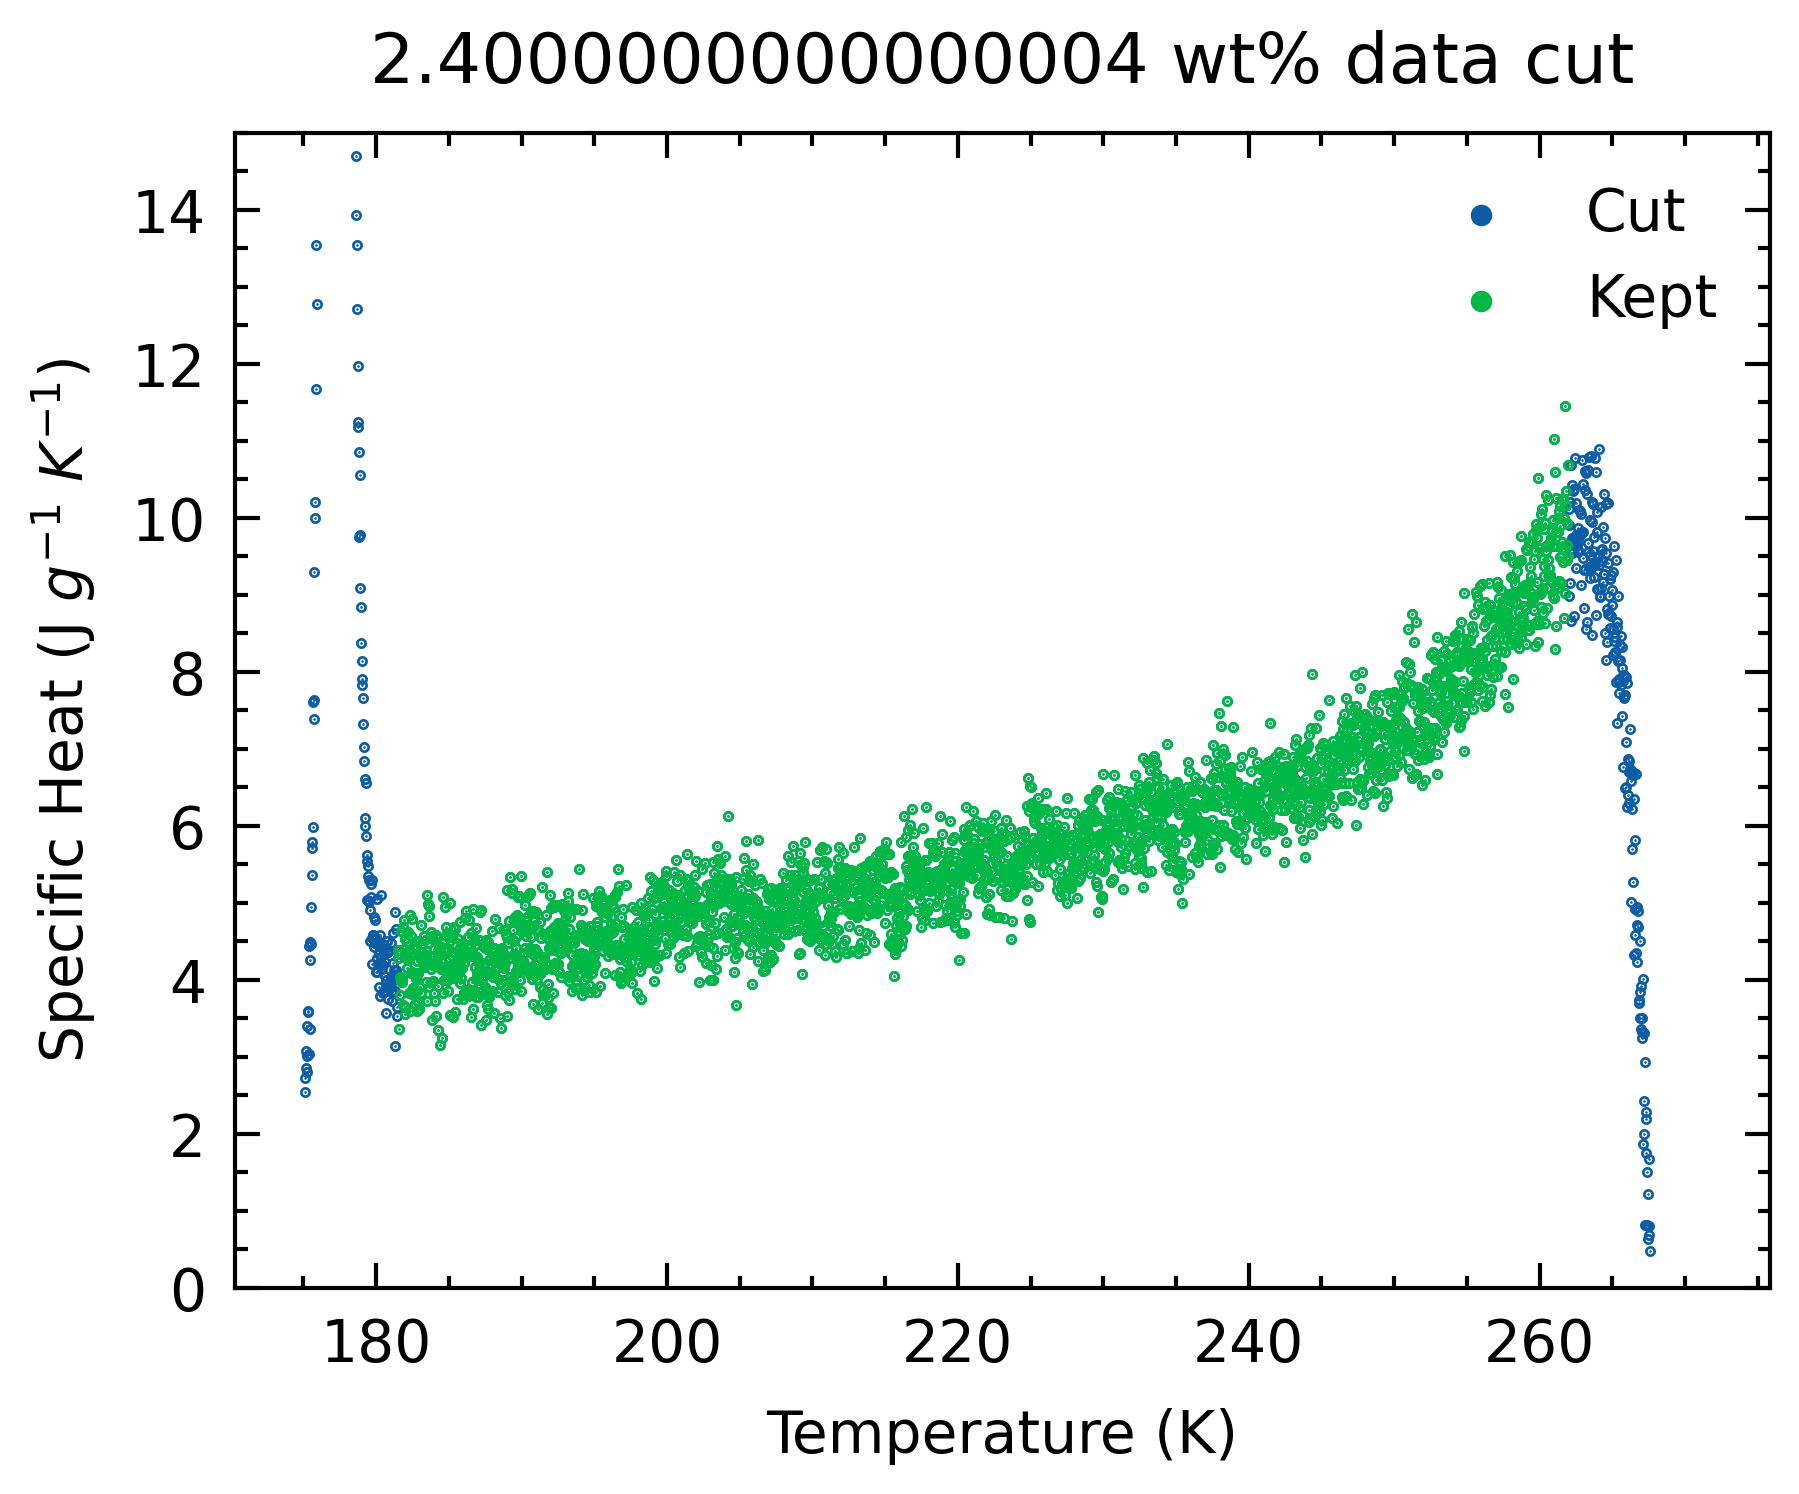 2.4000000000000004 wt% data cut
Cut
Kept
14
12
10
8
6
4
2
0
Specific Heat (J g⁻¹ K⁻¹)
180
200
220
240
260
Temperature (K)